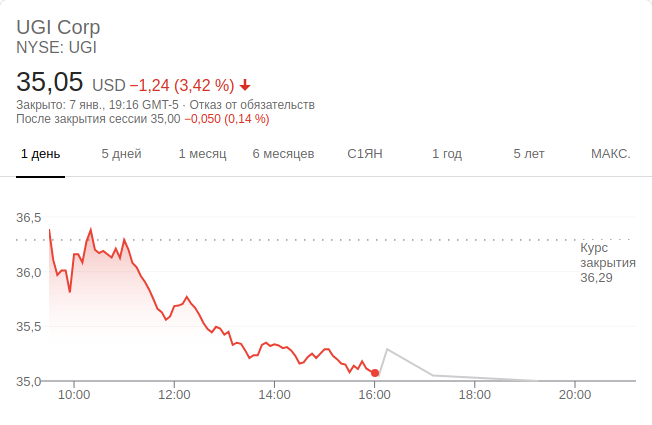 UGI Corp
NYSE: UGI
35,05 USD −1,24 (3,42 %)
Закрыто: 7 янв., 19:16 GMT-5 · Отказ от обязательств
После закрытия сессии 35,00 −0,050 (0,14 %)
1 день 5 дней 1 месяц 6 месяцев С1ЯН 1 год 5 лет МАКС.
36,5
Курс
закрытия
36,29
36,0
35,5
35,0
10:00 12:00 14:00 16:00 18:00 20:00